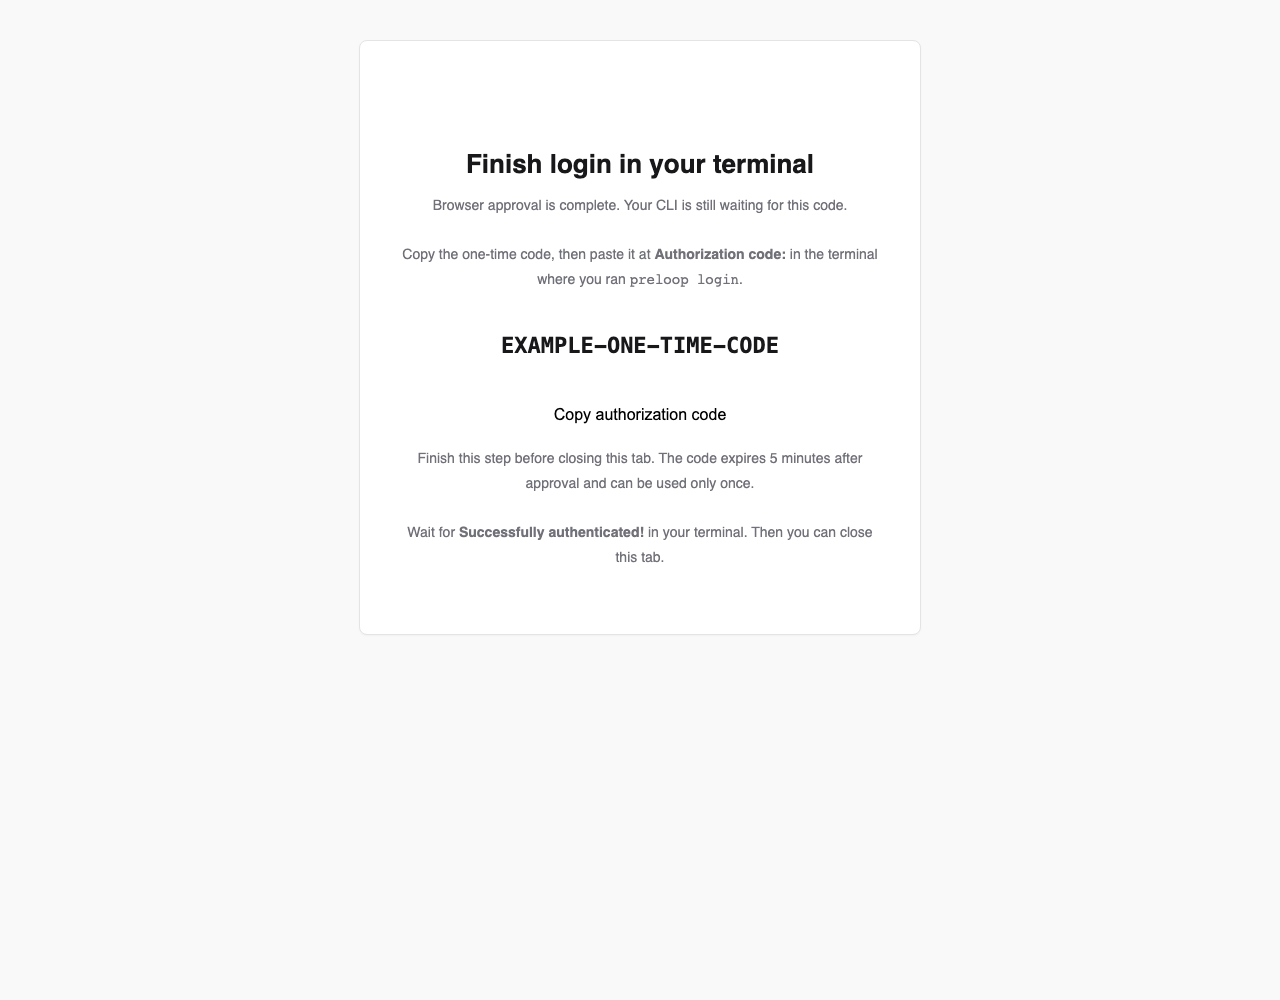 Finish login in your terminal
Browser approval is complete. Your CLI is still waiting for this code.
Copy the one-time code, then paste it at Authorization code: in the terminal
where you ran preloop login.
EXAMPLE-ONE-TIME-CODE
Copy authorization code
Finish this step before closing this tab. The code expires 5 minutes after
approval and can be used only once.
Wait for Successfully authenticated! in your terminal. Then you can close
this tab.